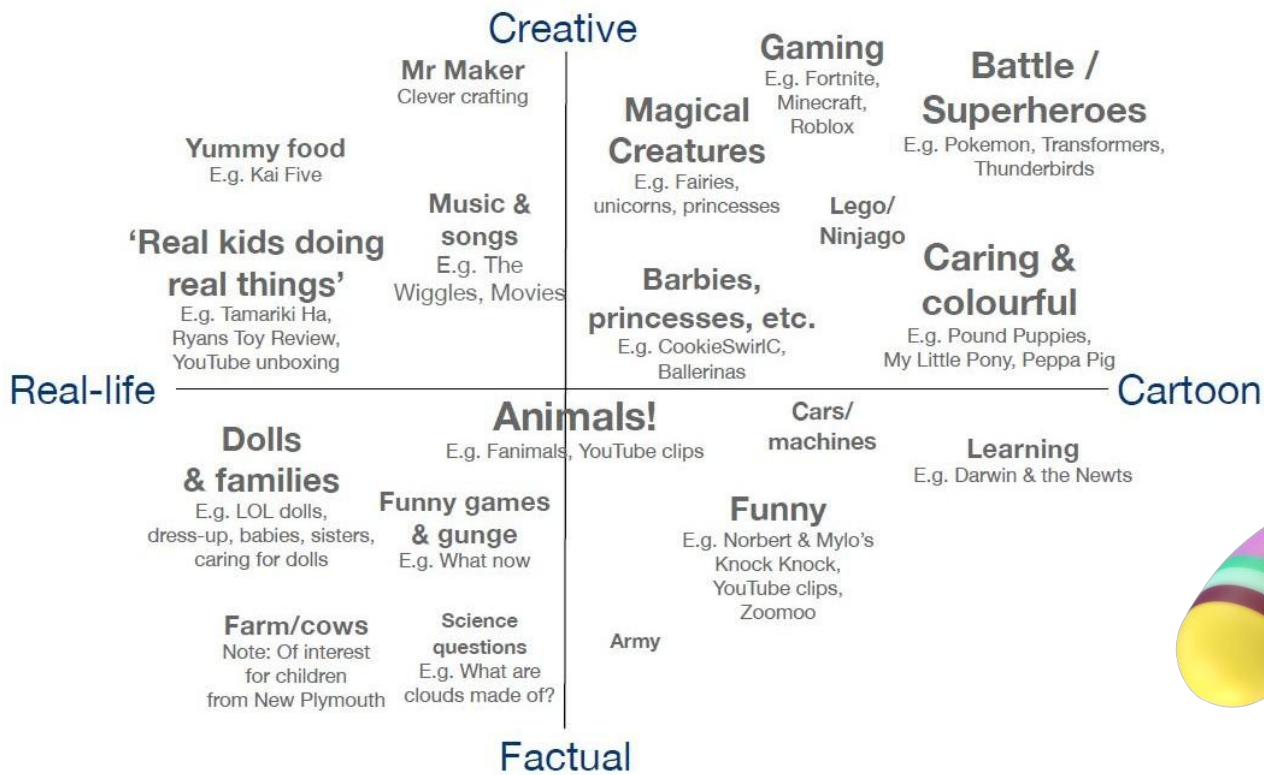 Creative
Mr Maker
Clever crafting
Yummy food
E.g. Kai Five
Music &
songs
E.g. The
Wiggles, Movies
‘Real kids doing
real things’
E.g. Tamariki Ha,
Ryans Toy Review,
YouTube unboxing
Gaming
E.g. Fortnite,
Minecraft,
Roblox
Battle /
Superheroes
E.g. Pokemon, Transformers,
Thunderbirds
Magical
Creatures
E.g. Fairies,
unicorns, princesses
Lego/
Ninjago
Barbies,
princesses, etc.
E.g. CookieSwirlC,
Ballerinas
Caring &
colourful
E.g. Pound Puppies,
My Little Pony, Peppa Pig
Real-life
Cartoon
Animals!
E.g. Fanimals, YouTube clips
Dolls
& families
E.g. LOL dolls,
dress-up, babies, sisters,
caring for dolls
Funny games
& gunge
E.g. What now
Farm/cows
Note: Of interest
for children
from New Plymouth
Science
questions
E.g. What are
clouds made of?
Cars/
machines
Learning
E.g. Darwin & the Newts
Funny
E.g. Norbert & Mylo’s
Knock Knock,
YouTube clips,
Zoomoo
Army
Factual